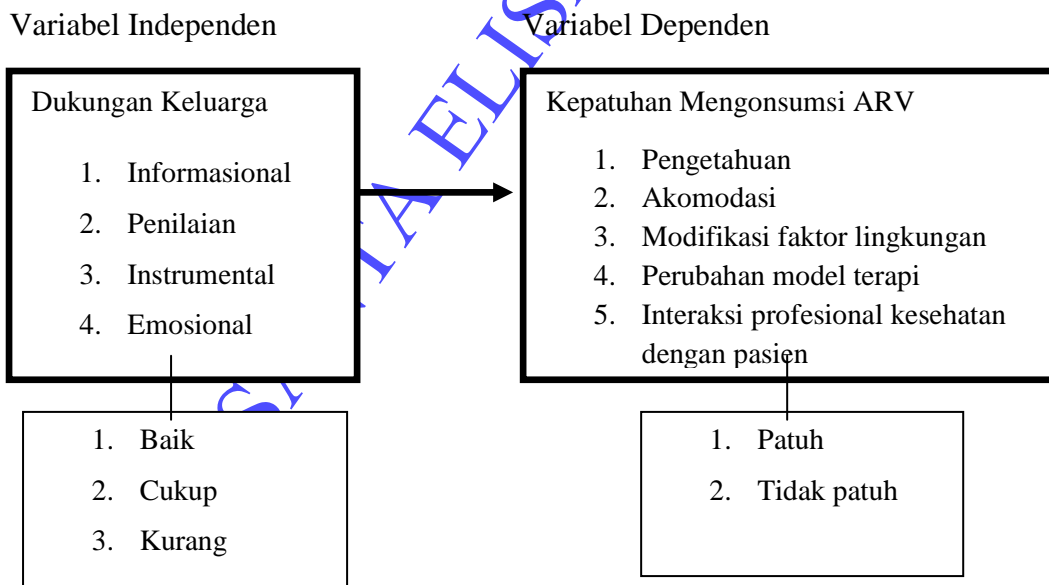 Variabel Independen
Variabel Dependen
Dukungan Keluarga
1. Informasional
2. Penilaian
3. Instrumental
4. Emosional
Kepatuhan Mengonsumsi ARV
1. Pengetahuan
2. Akomodasi
3. Modifikasi faktor lingkungan
4. Perubahan model terapi
5. Interaksi profesional kesehatan
dengan pasien
1. Baik
2. Cukup
3. Kurang
1. Patuh
2. Tidak patuh